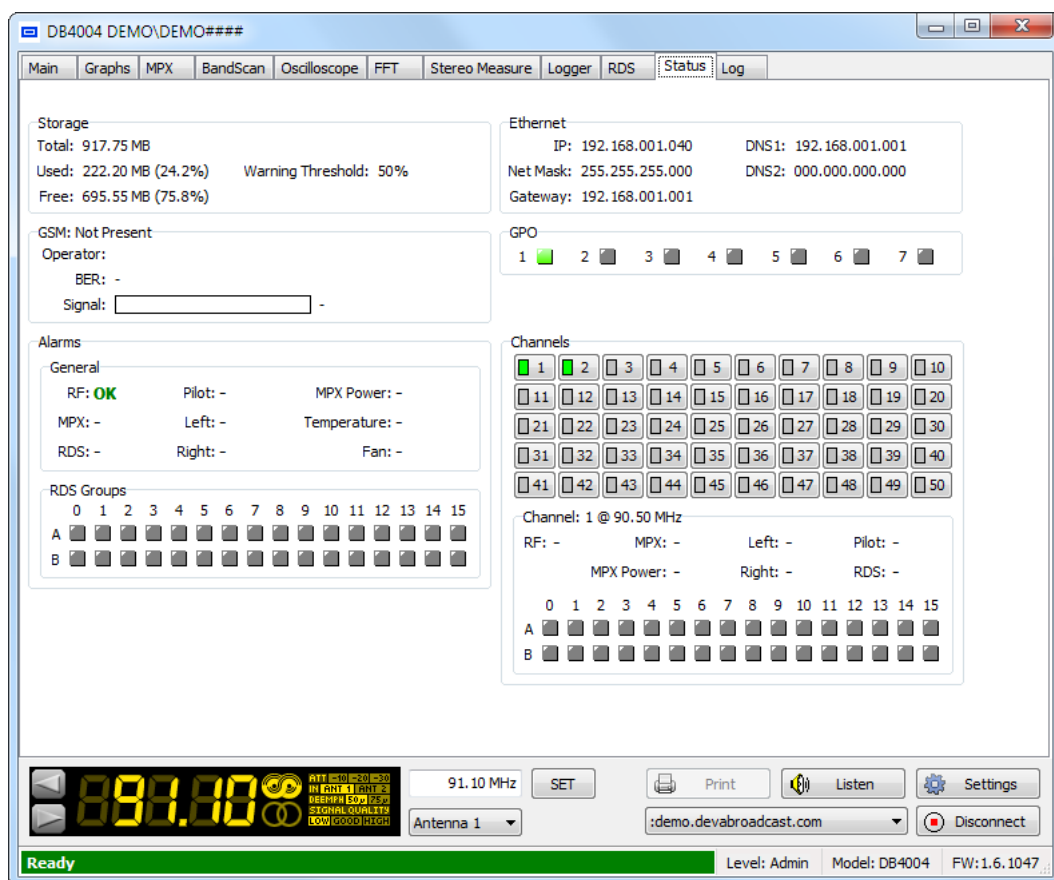 DB4004 DEMO\DEMO####
Main Graphs MPX BandScan Oscilloscope FFT Stereo Measure Logger RDS Status Log
Storage
Total: 917.75 MB
Used: 222.20 MB (24.2%) Warning Threshold: 50%
Free: 695.55 MB (75.8%)
Ethernet
IP: 192.168.001.040 DNS1: 192.168.001.001
Net Mask: 255.255.255.000 DNS2: 000.000.000.000
Gateway: 192.168.001.001
GSM: Not Present
Operator:
BER: -
Signal: -
GPO
1 2 3 4 5 6 7
Alarms
General
RF: OK Pilot: - MPX Power: -
MPX: - Left: - Temperature: -
RDS: - Right: - Fan: -
RDS Groups
0 1 2 3 4 5 6 7 8 9 10 11 12 13 14 15
A
B
Channels
1 2 3 4 5 6 7 8 9 10
11 12 13 14 15 16 17 18 19 20
21 22 23 24 25 26 27 28 29 30
31 32 33 34 35 36 37 38 39 40
41 42 43 44 45 46 47 48 49 50
Channel: 1 @ 90.50 MHz
RF: - MPX: - Left: - Pilot: -
MPX Power: - Right: - RDS: -
0 1 2 3 4 5 6 7 8 9 10 11 12 13 14 15
A
B
91.10
ATT -10 -20 -30
IN ANT 1 ANT 2
DEEMPH 50µ 75µ
SIGNAL QUALITY
LOW GOOD HIGH
91.10 MHz SET Print Listen Settings
Antenna 1 :demo.devabroadcast.com Disconnect
Ready Level: Admin Model: DB4004 FW:1.6.1047